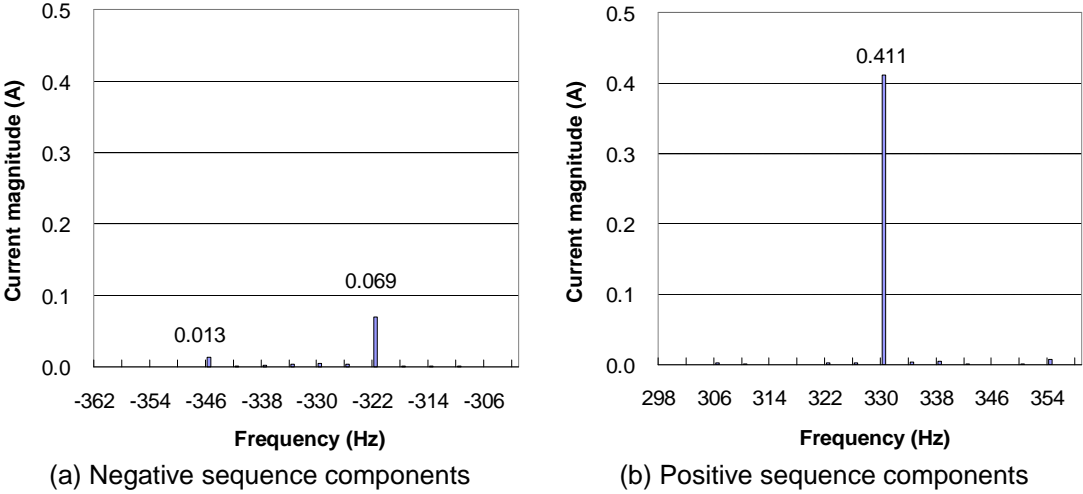 0.5
0.4
0.3
0.2
0.1
0.0
Current magnitude (A)
0.013
0.069
-362 -354 -346 -338 -330 -322 -314 -306
Frequency (Hz)
(a) Negative sequence components
0.5
0.4
0.3
0.2
0.1
0.0
Current magnitude (A)
0.411
298 306 314 322 330 338 346 354
Frequency (Hz)
(b) Positive sequence components